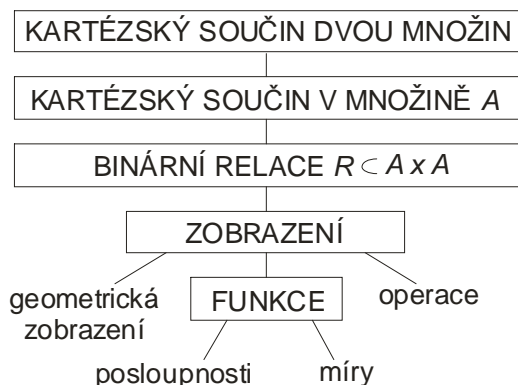 KARTÉZSKÝ SOUČIN DVOU MNOŽIN
KARTÉZSKÝ SOUČIN V MNOŽINĚ A
BINÁRNÍ RELACE R ⊂ A x A
ZOBRAZENÍ
geometrická
zobrazení
FUNKCE
operace
posloupnosti
míry